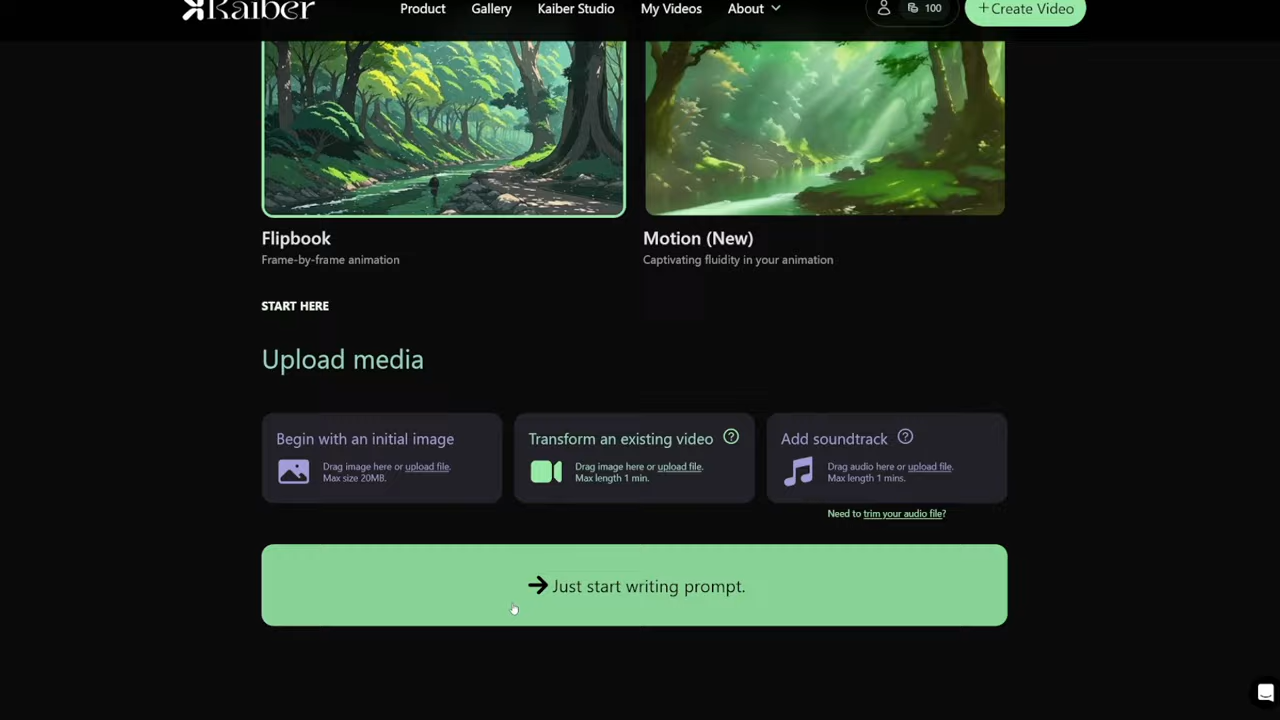 Kaiber
Product
Gallery
Kaiber Studio
My Videos
About
100
+Create Video
Flipbook
Frame-by-frame animation
Motion (New)
Captivating fluidity in your animation
START HERE
Upload media
Begin with an initial image
Drag image here or upload file.
Max size 20MB.
Transform an existing video ?
Drag image here or upload file.
Max length 1 min.
Add soundtrack ?
Drag audio here or upload file.
Max length 1 mins.
Need to trim your audio file?
Just start writing prompt.